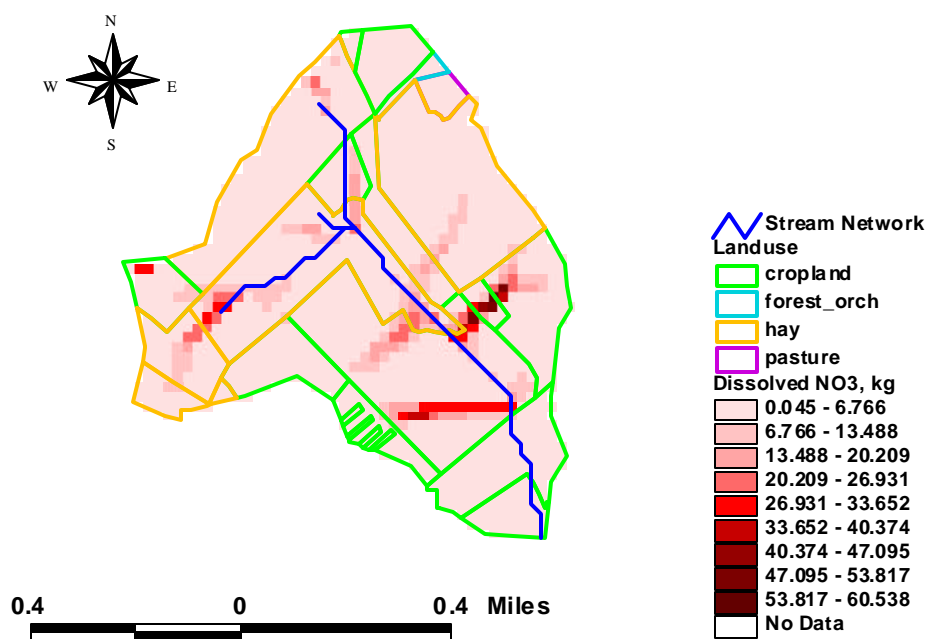 N
W E
S
Stream Network
Landuse
cropland
forest_orch
hay
pasture
Dissolved NO3, kg
0.045 - 6.766
6.766 - 13.488
13.488 - 20.209
20.209 - 26.931
26.931 - 33.652
33.652 - 40.374
40.374 - 47.095
47.095 - 53.817
53.817 - 60.538
No Data
0.4 0 0.4 Miles